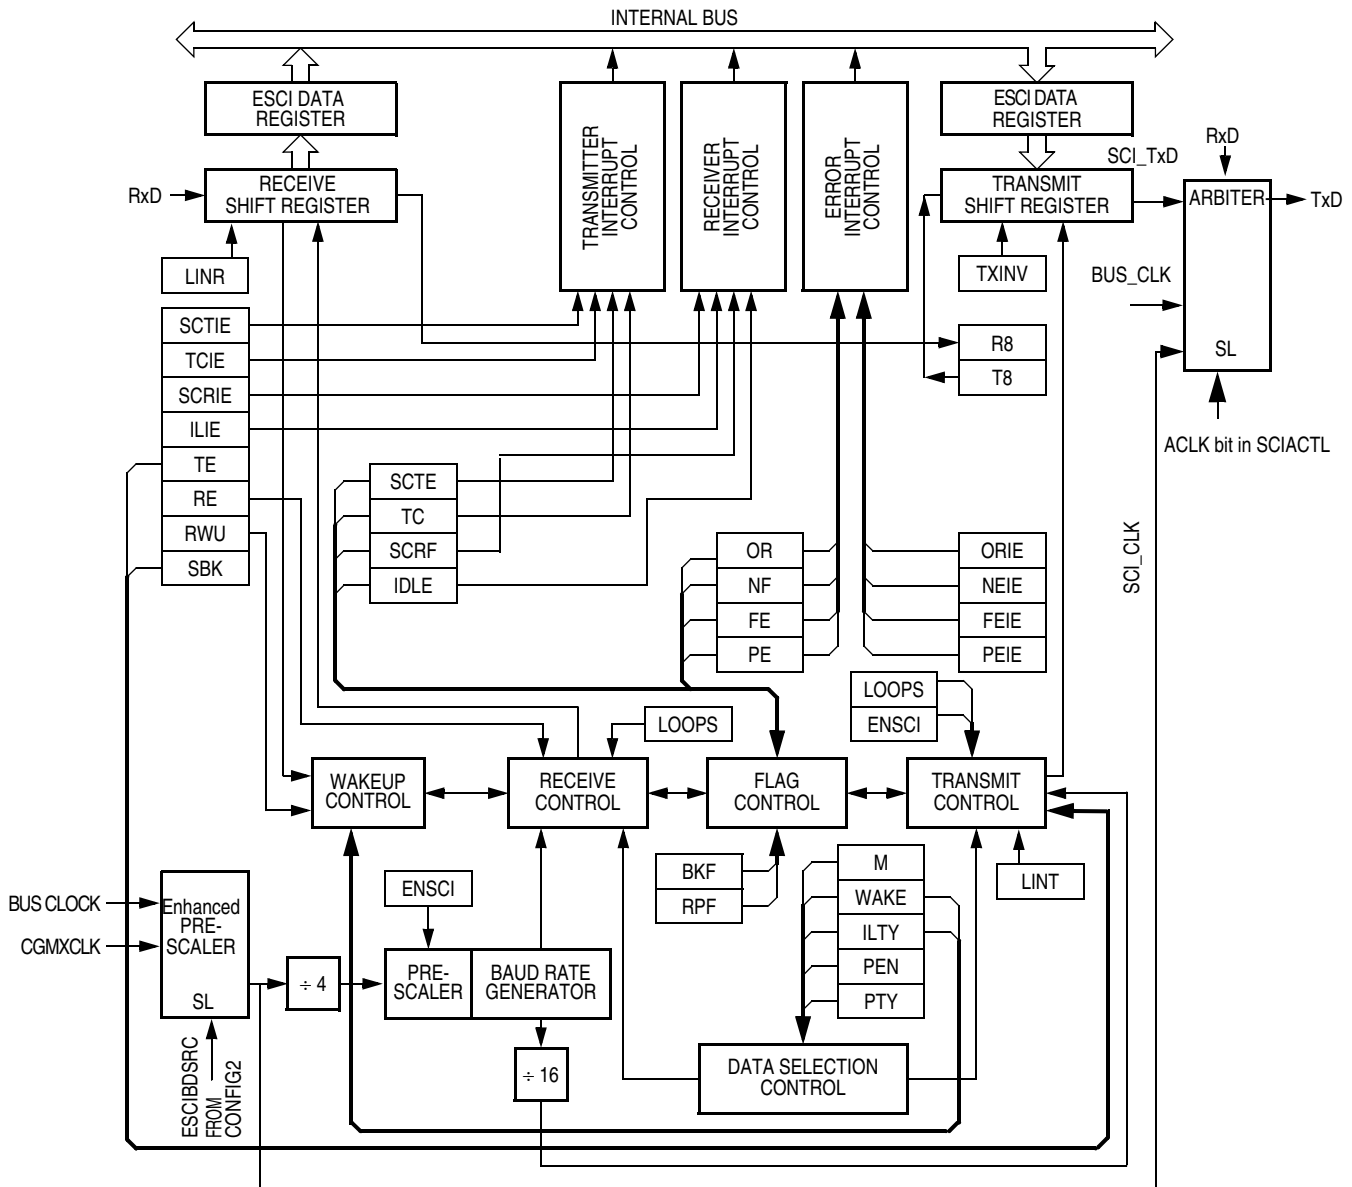 INTERNAL BUS
ESCI DATA
REGISTER
TRANSMITTER
INTERRUPT
CONTROL
RECEIVER
INTERRUPT
CONTROL
ERROR
INTERRUPT
CONTROL
ESCI DATA
REGISTER
RxD
RECEIVE
SHIFT REGISTER
TRANSMIT
SHIFT REGISTER
SCI_TxD
RxD
ARBITER
TxD
LINR
TXINV
BUS_CLK
SL
ACLK bit in SCIACTL
SCTIE
TCIE
SCRIE
ILIE
TE
RE
RWU
SBK
R8
T8
SCTE
TC
SCRF
IDLE
OR
NF
FE
PE
ORIE
NEIE
FEIE
PEIE
SCI_CLK
LOOPS
LOOPS
ENSCI
WAKEUP
CONTROL
RECEIVE
CONTROL
FLAG
CONTROL
TRANSMIT
CONTROL
BKF
RPF
M
WAKE
ILTY
PEN
PTY
LINT
BUS CLOCK
CGMXCLK
Enhanced
PRE-
SCALER
SL
ENSCI
÷ 4
PRE-
SCALER
BAUD RATE
GENERATOR
÷ 16
DATA SELECTION
CONTROL
ESCIBDSRC
FROM
CONFIG2